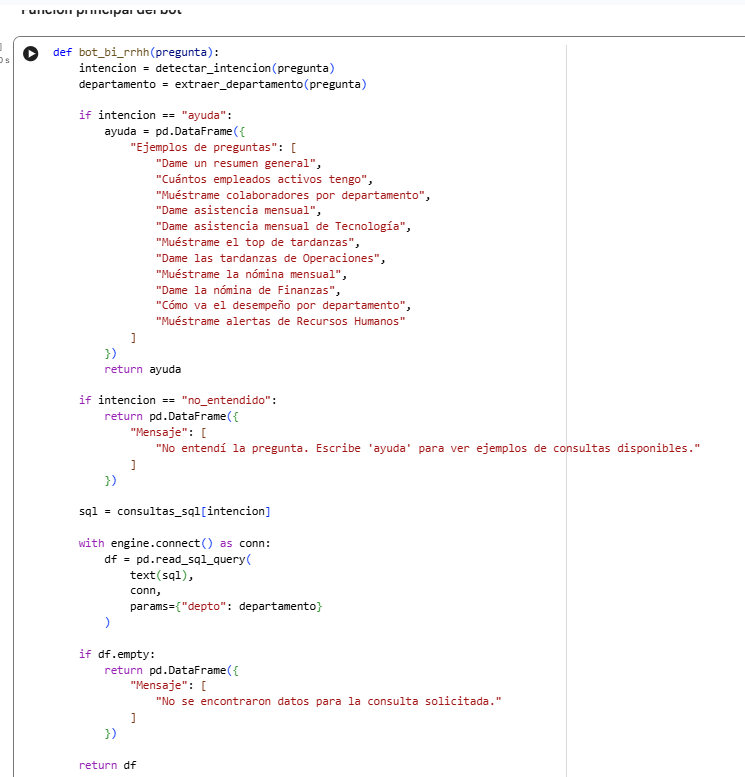 Función principal del bot
def bot_bi_rrhh(pregunta):
    intencion = detectar_intencion(pregunta)
    departamento = extraer_departamento(pregunta)

    if intencion == "ayuda":
        ayuda = pd.DataFrame({
            "Ejemplos de preguntas": [
                "Dame un resumen general",
                "Cuántos empleados activos tengo",
                "Muéstrame colaboradores por departamento",
                "Dame asistencia mensual",
                "Dame asistencia mensual de Tecnología",
                "Muéstrame el top de tardanzas",
                "Dame las tardanzas de Operaciones",
                "Muéstrame la nómina mensual",
                "Dame la nómina de Finanzas",
                "Cómo va el desempeño por departamento",
                "Muéstrame alertas de Recursos Humanos"
            ]
        })
        return ayuda

    if intencion == "no_entendido":
        return pd.DataFrame({
            "Mensaje": [
                "No entendí la pregunta. Escribe 'ayuda' para ver ejemplos de consultas disponibles."
            ]
        })

    sql = consultas_sql[intencion]

    with engine.connect() as conn:
        df = pd.read_sql_query(
            text(sql),
            conn,
            params={"depto": departamento}
        )

    if df.empty:
        return pd.DataFrame({
            "Mensaje": [
                "No se encontraron datos para la consulta solicitada."
            ]
        })

    return df